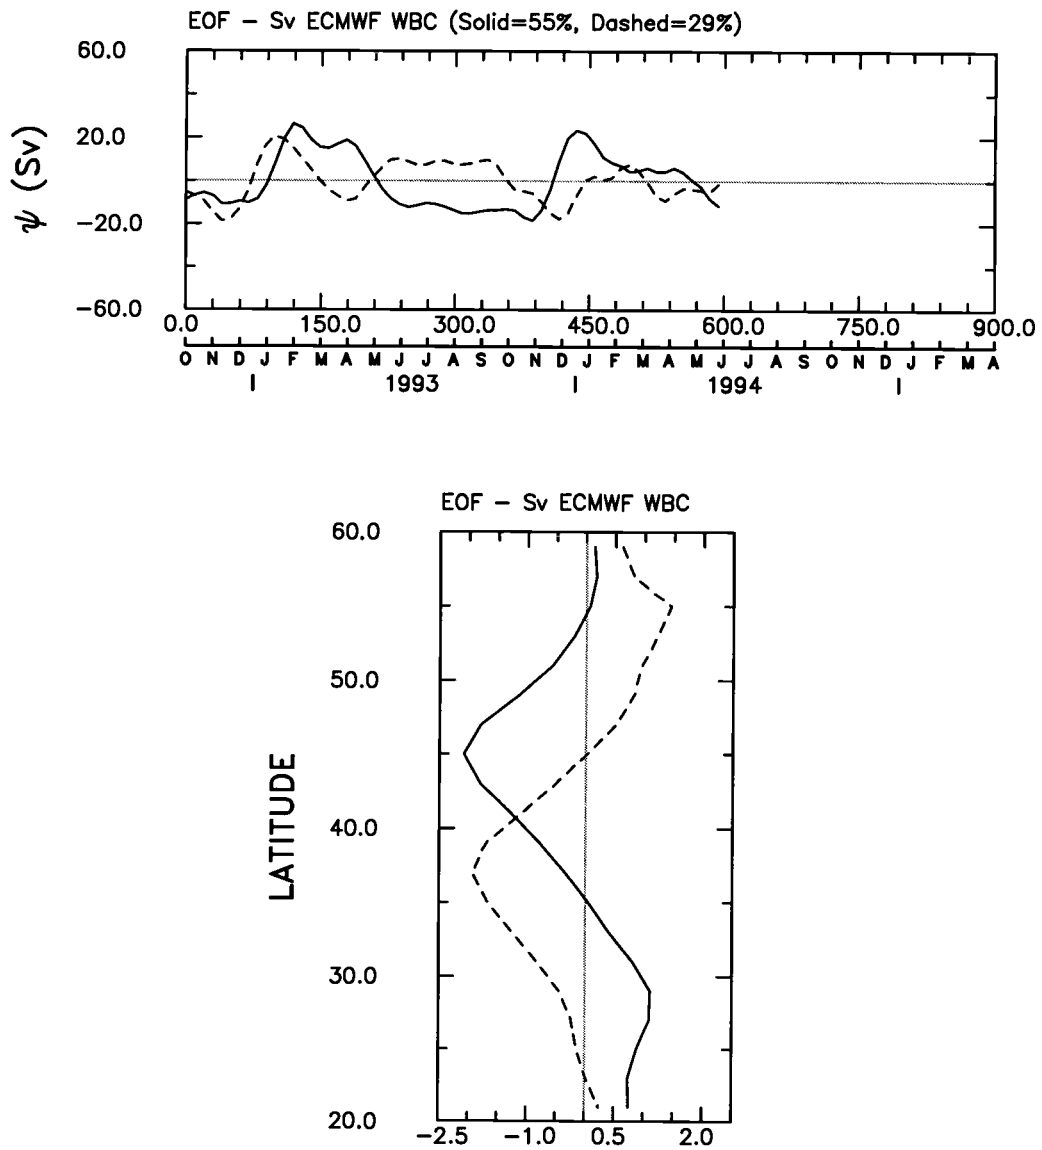 EOF – Sv ECMWF WBC (Solid=55%, Dashed=29%)
60.0
20.0
−20.0
−60.0
ψ (Sv)
0.0 150.0 300.0 450.0 600.0 750.0 900.0
O N D J F M A M J J A S O N D J F M A M J J A S O N D J F M A
| 1993 | 1994 |
EOF – Sv ECMWF WBC
60.0
50.0
40.0
30.0
20.0
LATITUDE
−2.5 −1.0 0.5 2.0